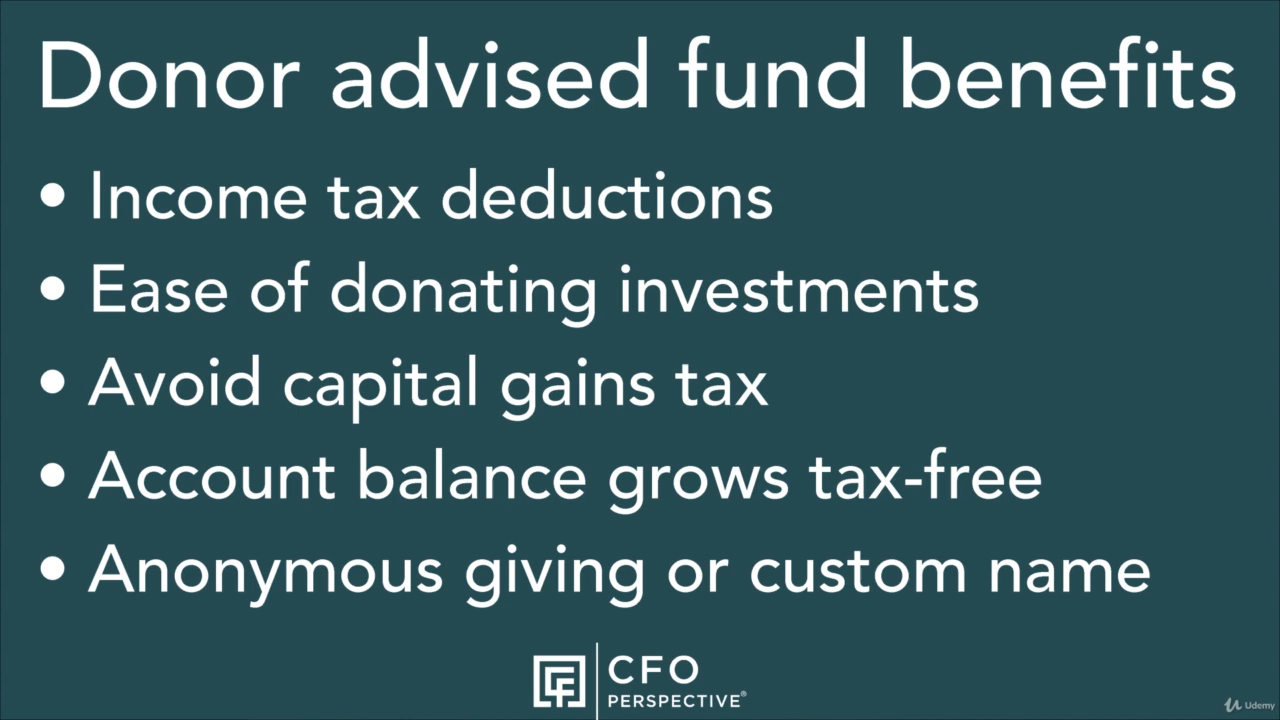 Donor advised fund benefits
• Income tax deductions
• Ease of donating investments
• Avoid capital gains tax
• Account balance grows tax-free
• Anonymous giving or custom name
CFO
PERSPECTIVE®
Udemy